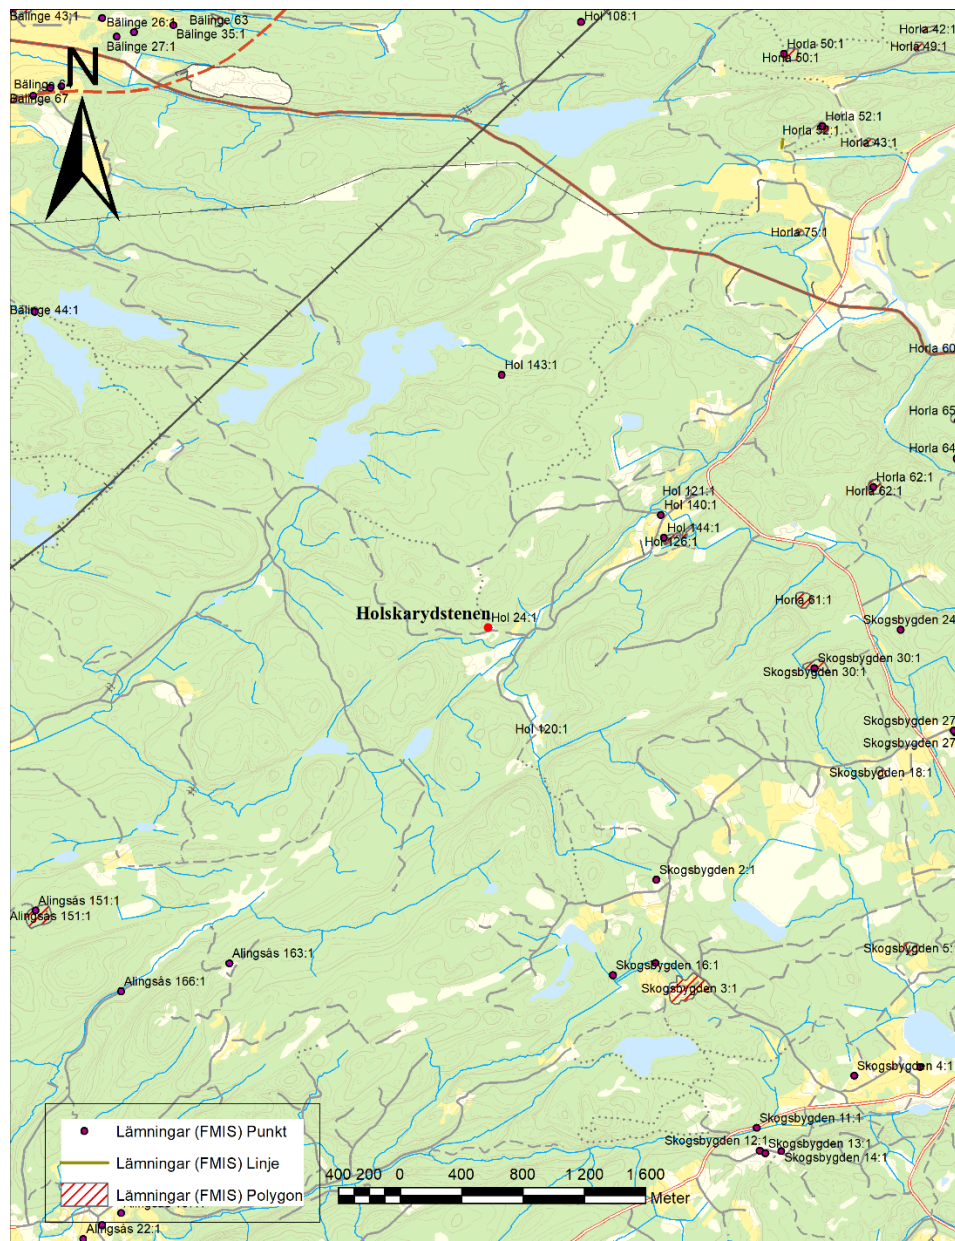 Bälinge 43:1
Bälinge 26:1
Bälinge 63
Bälinge 35:1
Bälinge 27:1
Hol 108:1
Horla 42:1
Horla 49:1
Horla 50:1
Horla 50:1
N
Bälinge 67
Horla 52:1
Horla 52:1
Horla 43:1
Horla 75:1
Bälinge 44:1
Horla 60
Hol 143:1
Horla 65
Horla 64
Horla 62:1
Horla 62:1
Hol 121:1
Hol 140:1
Hol 144:1
Hol 126:1
Horla 61:1
Holskarydstenen
Hol 24:1
Skogsbygden 24
Skogsbygden 30:1
Skogsbygden 30:1
Hol 120:1
Skogsbygden 27
Skogsbygden 27
Skogsbygden 18:1
Skogsbygden 2:1
Alingsås 151:1
Alingsås 151:1
Alingsås 163:1
Skogsbygden 5:
Skogsbygden 16:1
Alingsås 166:1
Skogsbygden 3:1
Skogsbygden 4:1
Skogsbygden 11:1
Skogsbygden 12:1
Skogsbygden 13:1
Skogsbygden 14:1
Lämningar (FMIS) Punkt
Lämningar (FMIS) Linje
Lämningar (FMIS) Polygon
400 200 0 400 800 1 200 1 600
Meter
Alingsås 22:1